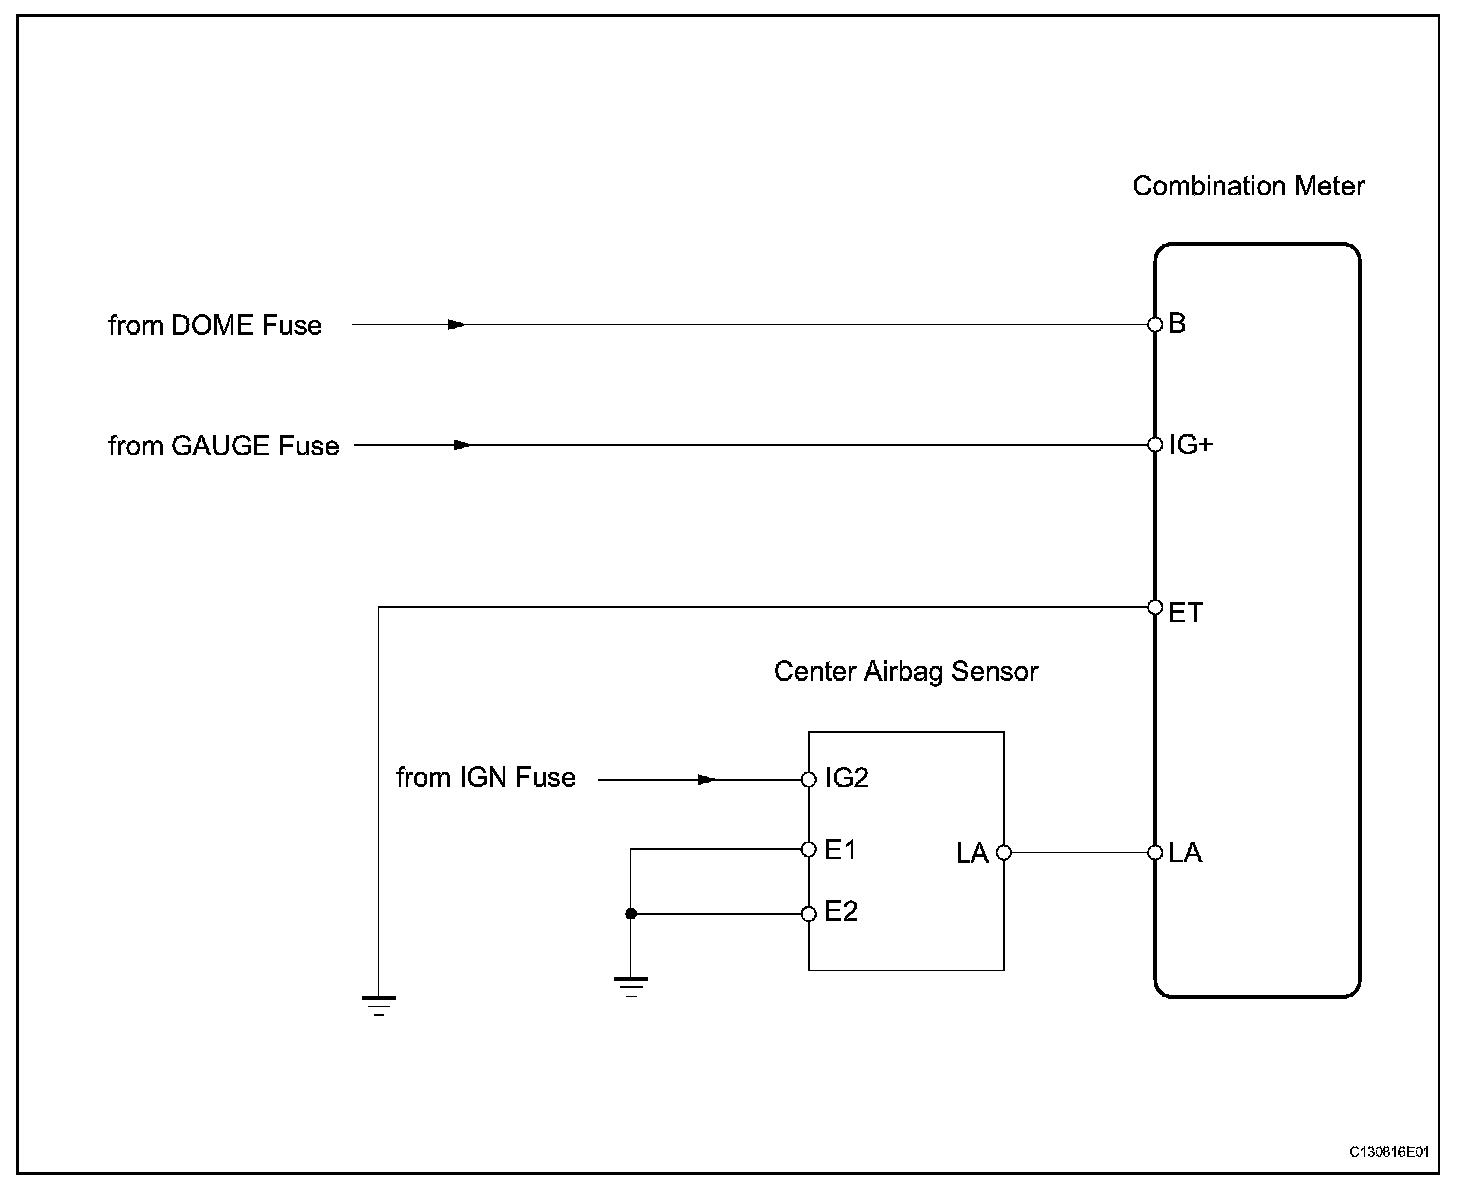 Combination Meter
from DOME Fuse
B
from GAUGE Fuse
IG+
ET
Center Airbag Sensor
from IGN Fuse
IG2
E1
LA
LA
E2
C130816E01